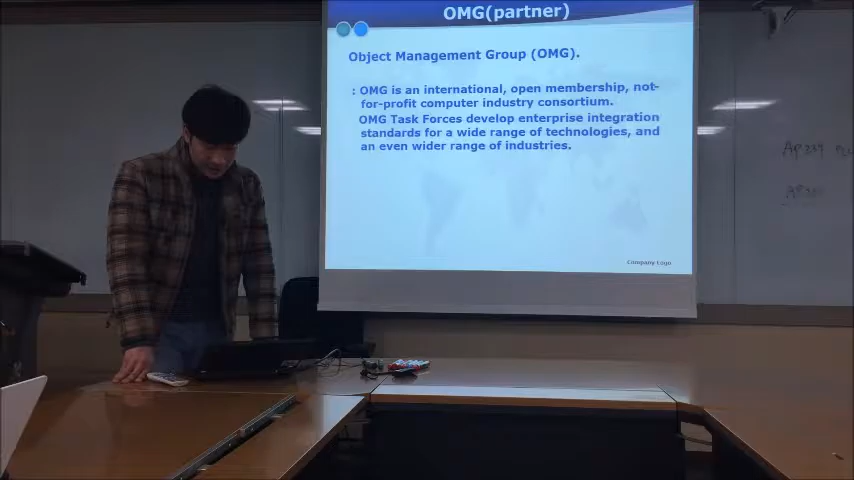 OMG(partner)
Object Management Group (OMG).
: OMG is an international, open membership, not-
for-profit computer industry consortium.
OMG Task Forces develop enterprise integration
standards for a wide range of technologies, and
an even wider range of industries.
Company Logo